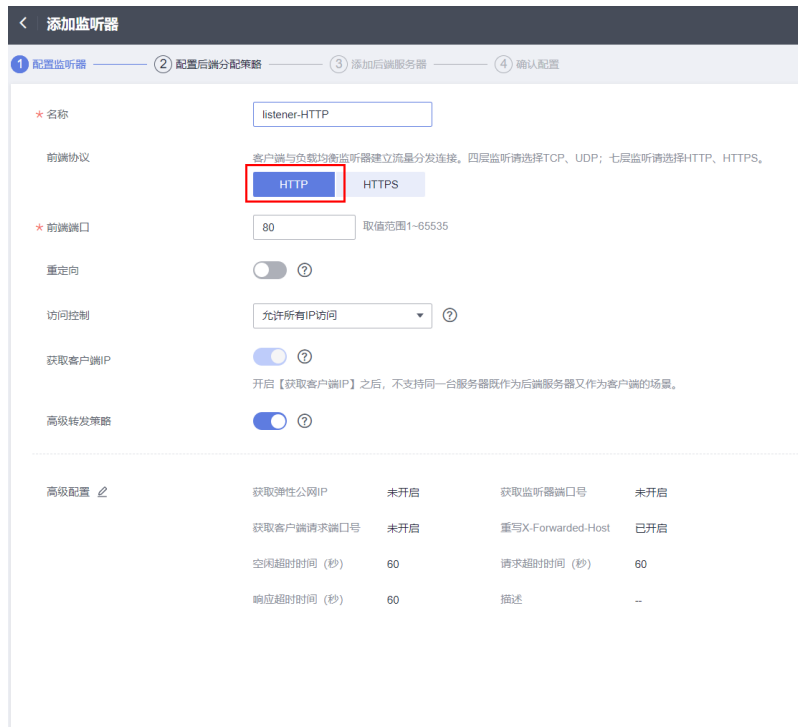 添加监听器
1 配置监听器 2 配置后端分配策略 3 添加后端服务器 4 确认配置
* 名称 listener-HTTP
前端协议 客户端与负载均衡监听器建立流量分发连接。四层监听请选择TCP、UDP；七层监听请选择HTTP、HTTPS。
HTTP HTTPS
* 前端端口 80 取值范围1~65535
重定向 ?
访问控制 允许所有IP访问 ?
获取客户端IP ?
开启【获取客户端IP】之后，不支持同一台服务器既作为后端服务器又作为客户端的场景。
高级转发策略 ?
高级配置 获取弹性公网IP 未开启 获取监听器端口号 未开启
获取客户端请求端口号 未开启 重写X-Forwarded-Host 已开启
空闲超时时间（秒） 60 请求超时时间（秒） 60
响应超时时间（秒） 60 描述 --